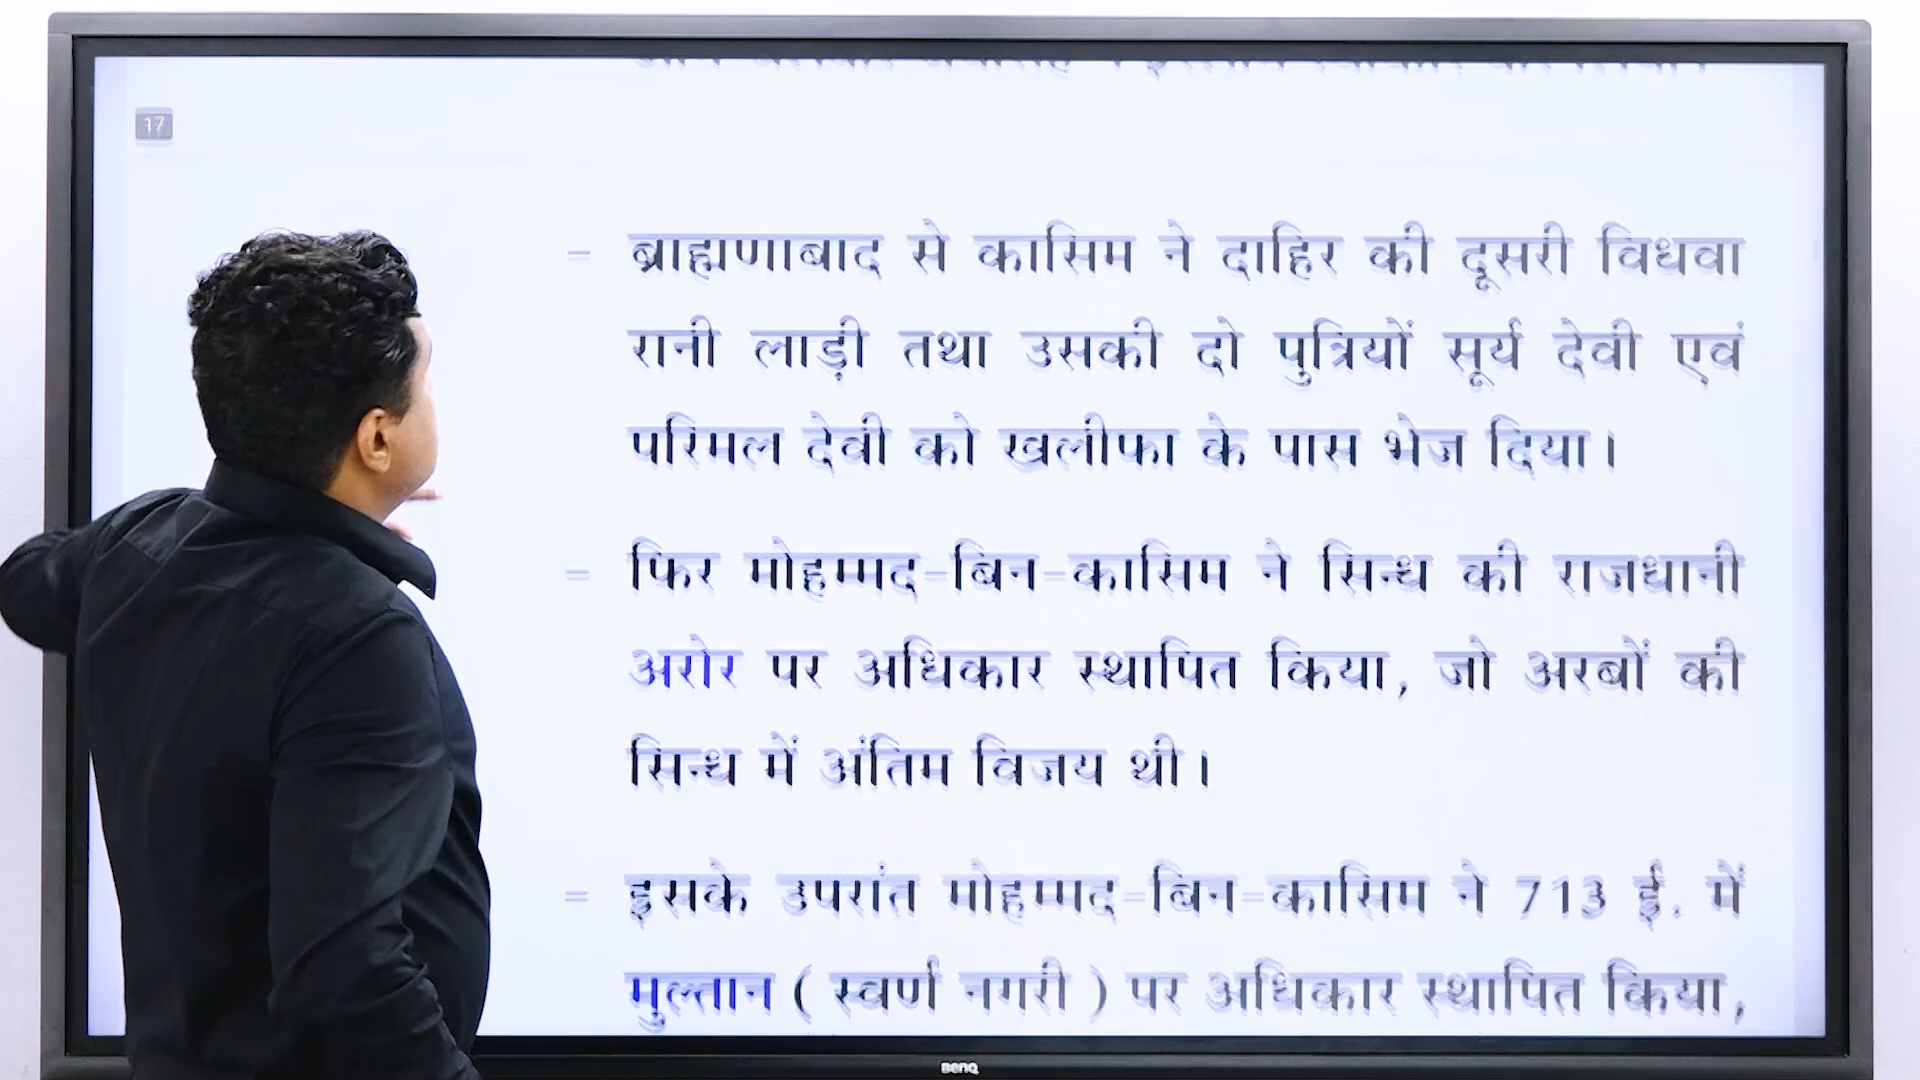 17
– ब्राह्मणाबाद से कासिम ने दाहिर की दूसरी विधवा
रानी लाड़ी तथा उसकी दो पुत्रियों सूर्य देवी एवं
परिमल देवी को खलीफा के पास भेज दिया।
– फिर मोहम्मद-बिन-कासिम ने सिन्ध की राजधानी
अरोर पर अधिकार स्थापित किया, जो अरबों की
सिन्ध में अंतिम विजय थी।
– इसके उपरांत मोहम्मद-बिन-कासिम ने 713 ई. में
मुल्तान ( स्वर्ण नगरी ) पर अधिकार स्थापित किया,
BenQ